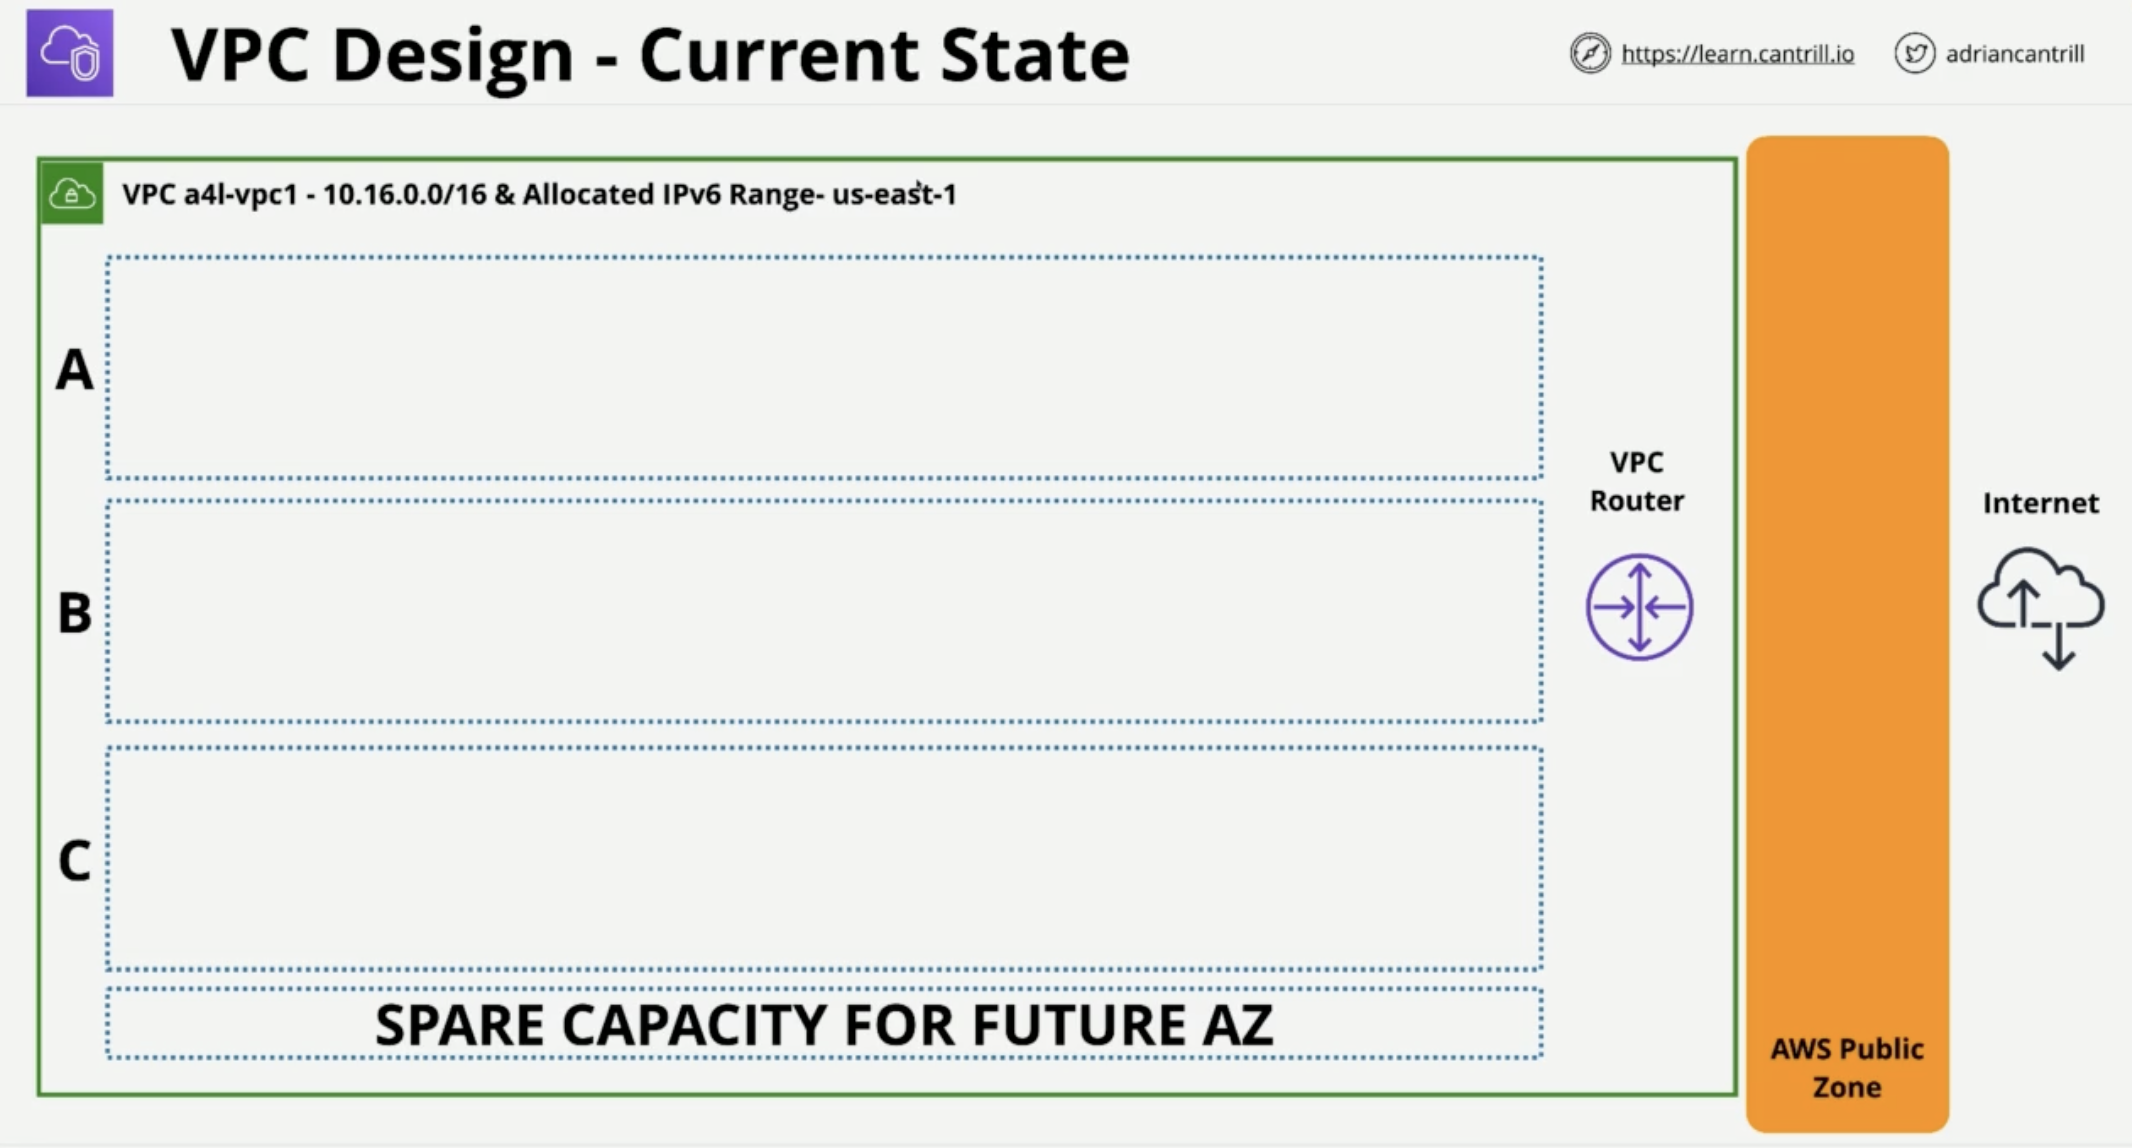 VPC Design - Current State
https://learn.cantrill.io
adriancantrill
VPC a4l-vpc1 - 10.16.0.0/16 & Allocated IPv6 Range- us-east-1
A
B
C
SPARE CAPACITY FOR FUTURE AZ
VPC
Router
AWS Public
Zone
Internet